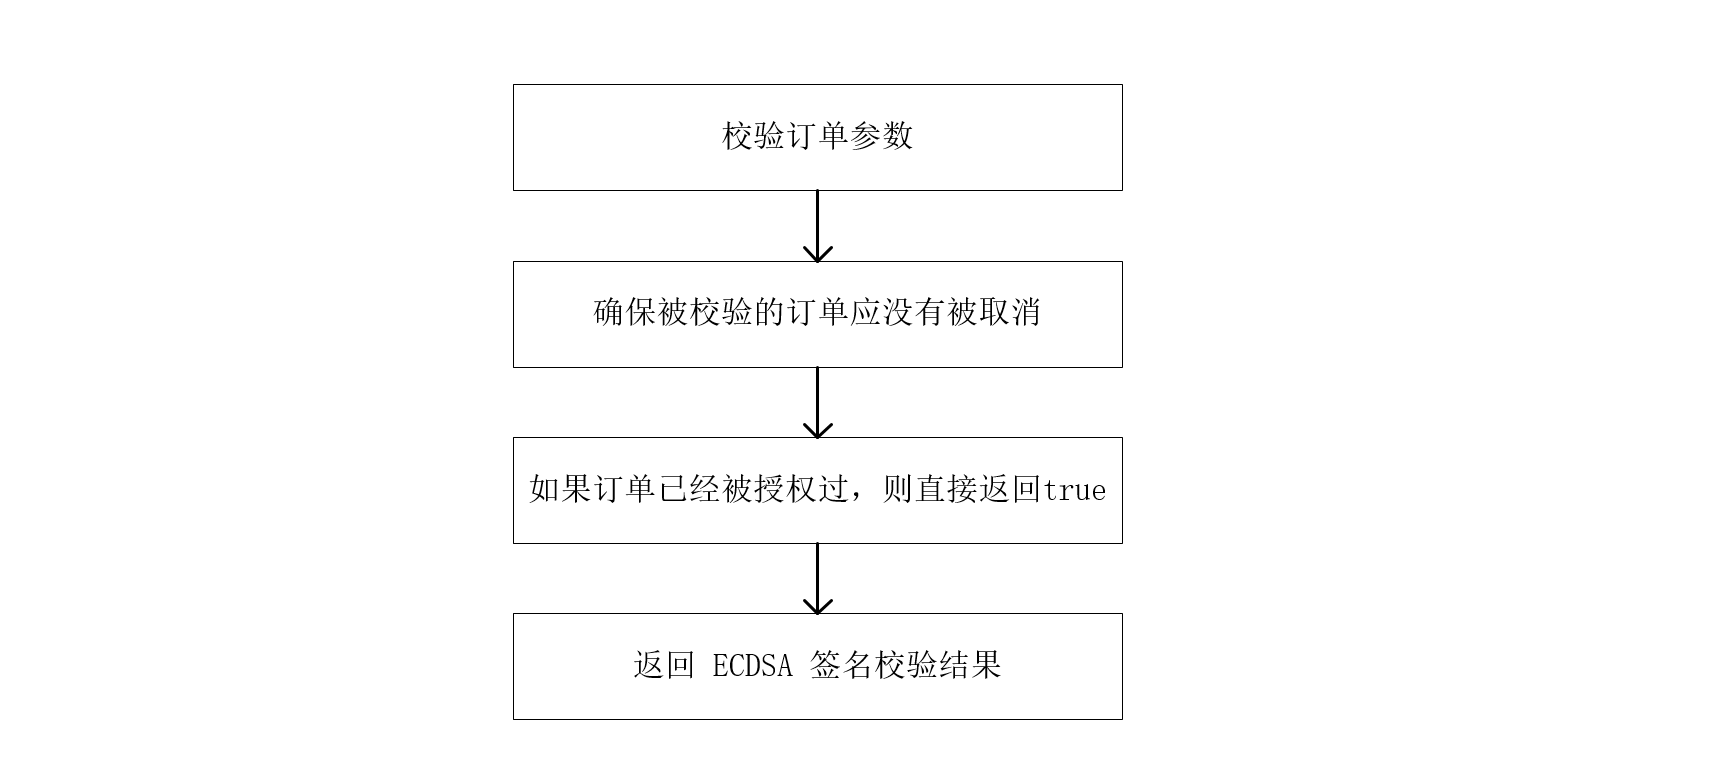 校验订单参数
确保被校验的订单应没有被取消
如果订单已经被授权过，则直接返回true
返回 ECDSA 签名校验结果